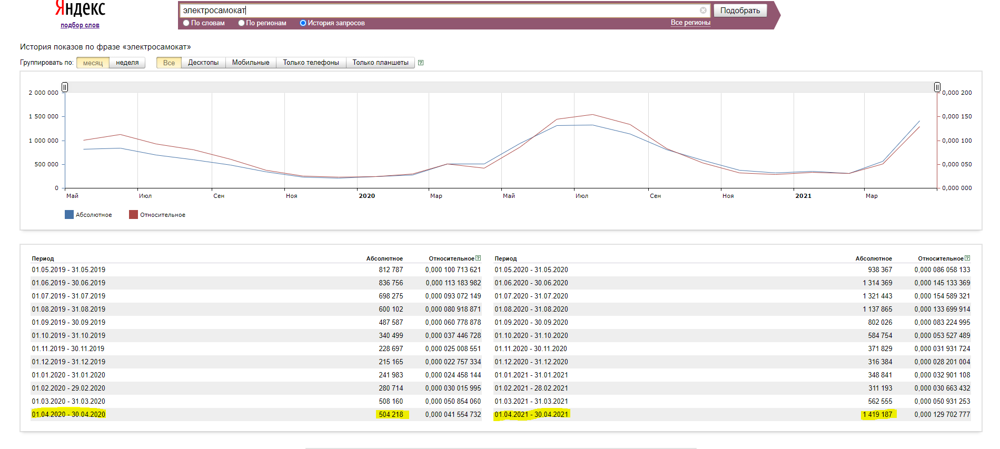 Яндекс
подбор слов
электросамокат
Подобрать
По словам По регионам История запросов Все регионы
История показов по фразе «электросамокат»
Группировать по: месяц неделя Все Десктопы Мобильные Только телефоны Только планшеты ?
2 000 000 0,000 200
1 500 000 0,000 150
1 000 000 0,000 100
500 000 0,000 050
0 0,000 000
Май Июл Сен Ноя 2020 Мар Май Июл Сен Ноя 2021 Мар
Абсолютное Относительное
Период Абсолютное Относительное ? Период Абсолютное Относительное ?
01.05.2019 - 31.05.2019 812 787 0,000 100 713 621 01.05.2020 - 31.05.2020 938 367 0,000 086 058 133
01.06.2019 - 30.06.2019 836 756 0,000 113 183 982 01.06.2020 - 30.06.2020 1 314 369 0,000 145 133 369
01.07.2019 - 31.07.2019 698 275 0,000 093 072 149 01.07.2020 - 31.07.2020 1 321 443 0,000 154 589 321
01.08.2019 - 31.08.2019 600 102 0,000 080 918 871 01.08.2020 - 31.08.2020 1 137 865 0,000 133 699 914
01.09.2019 - 30.09.2019 487 587 0,000 060 778 878 01.09.2020 - 30.09.2020 802 026 0,000 083 224 995
01.10.2019 - 31.10.2019 340 499 0,000 037 446 728 01.10.2020 - 31.10.2020 584 754 0,000 053 527 489
01.11.2019 - 30.11.2019 228 697 0,000 025 008 551 01.11.2020 - 30.11.2020 371 829 0,000 031 931 724
01.12.2019 - 31.12.2019 215 165 0,000 022 757 334 01.12.2020 - 31.12.2020 316 384 0,000 028 201 004
01.01.2020 - 31.01.2020 241 983 0,000 024 458 144 01.01.2021 - 31.01.2021 348 841 0,000 032 901 108
01.02.2020 - 29.02.2020 280 714 0,000 030 015 995 01.02.2021 - 28.02.2021 311 193 0,000 030 663 432
01.03.2020 - 31.03.2020 508 160 0,000 050 854 060 01.03.2021 - 31.03.2021 562 555 0,000 050 931 253
01.04.2020 - 30.04.2020 504 218 0,000 041 554 732 01.04.2021 - 30.04.2021 1 419 187 0,000 129 702 777